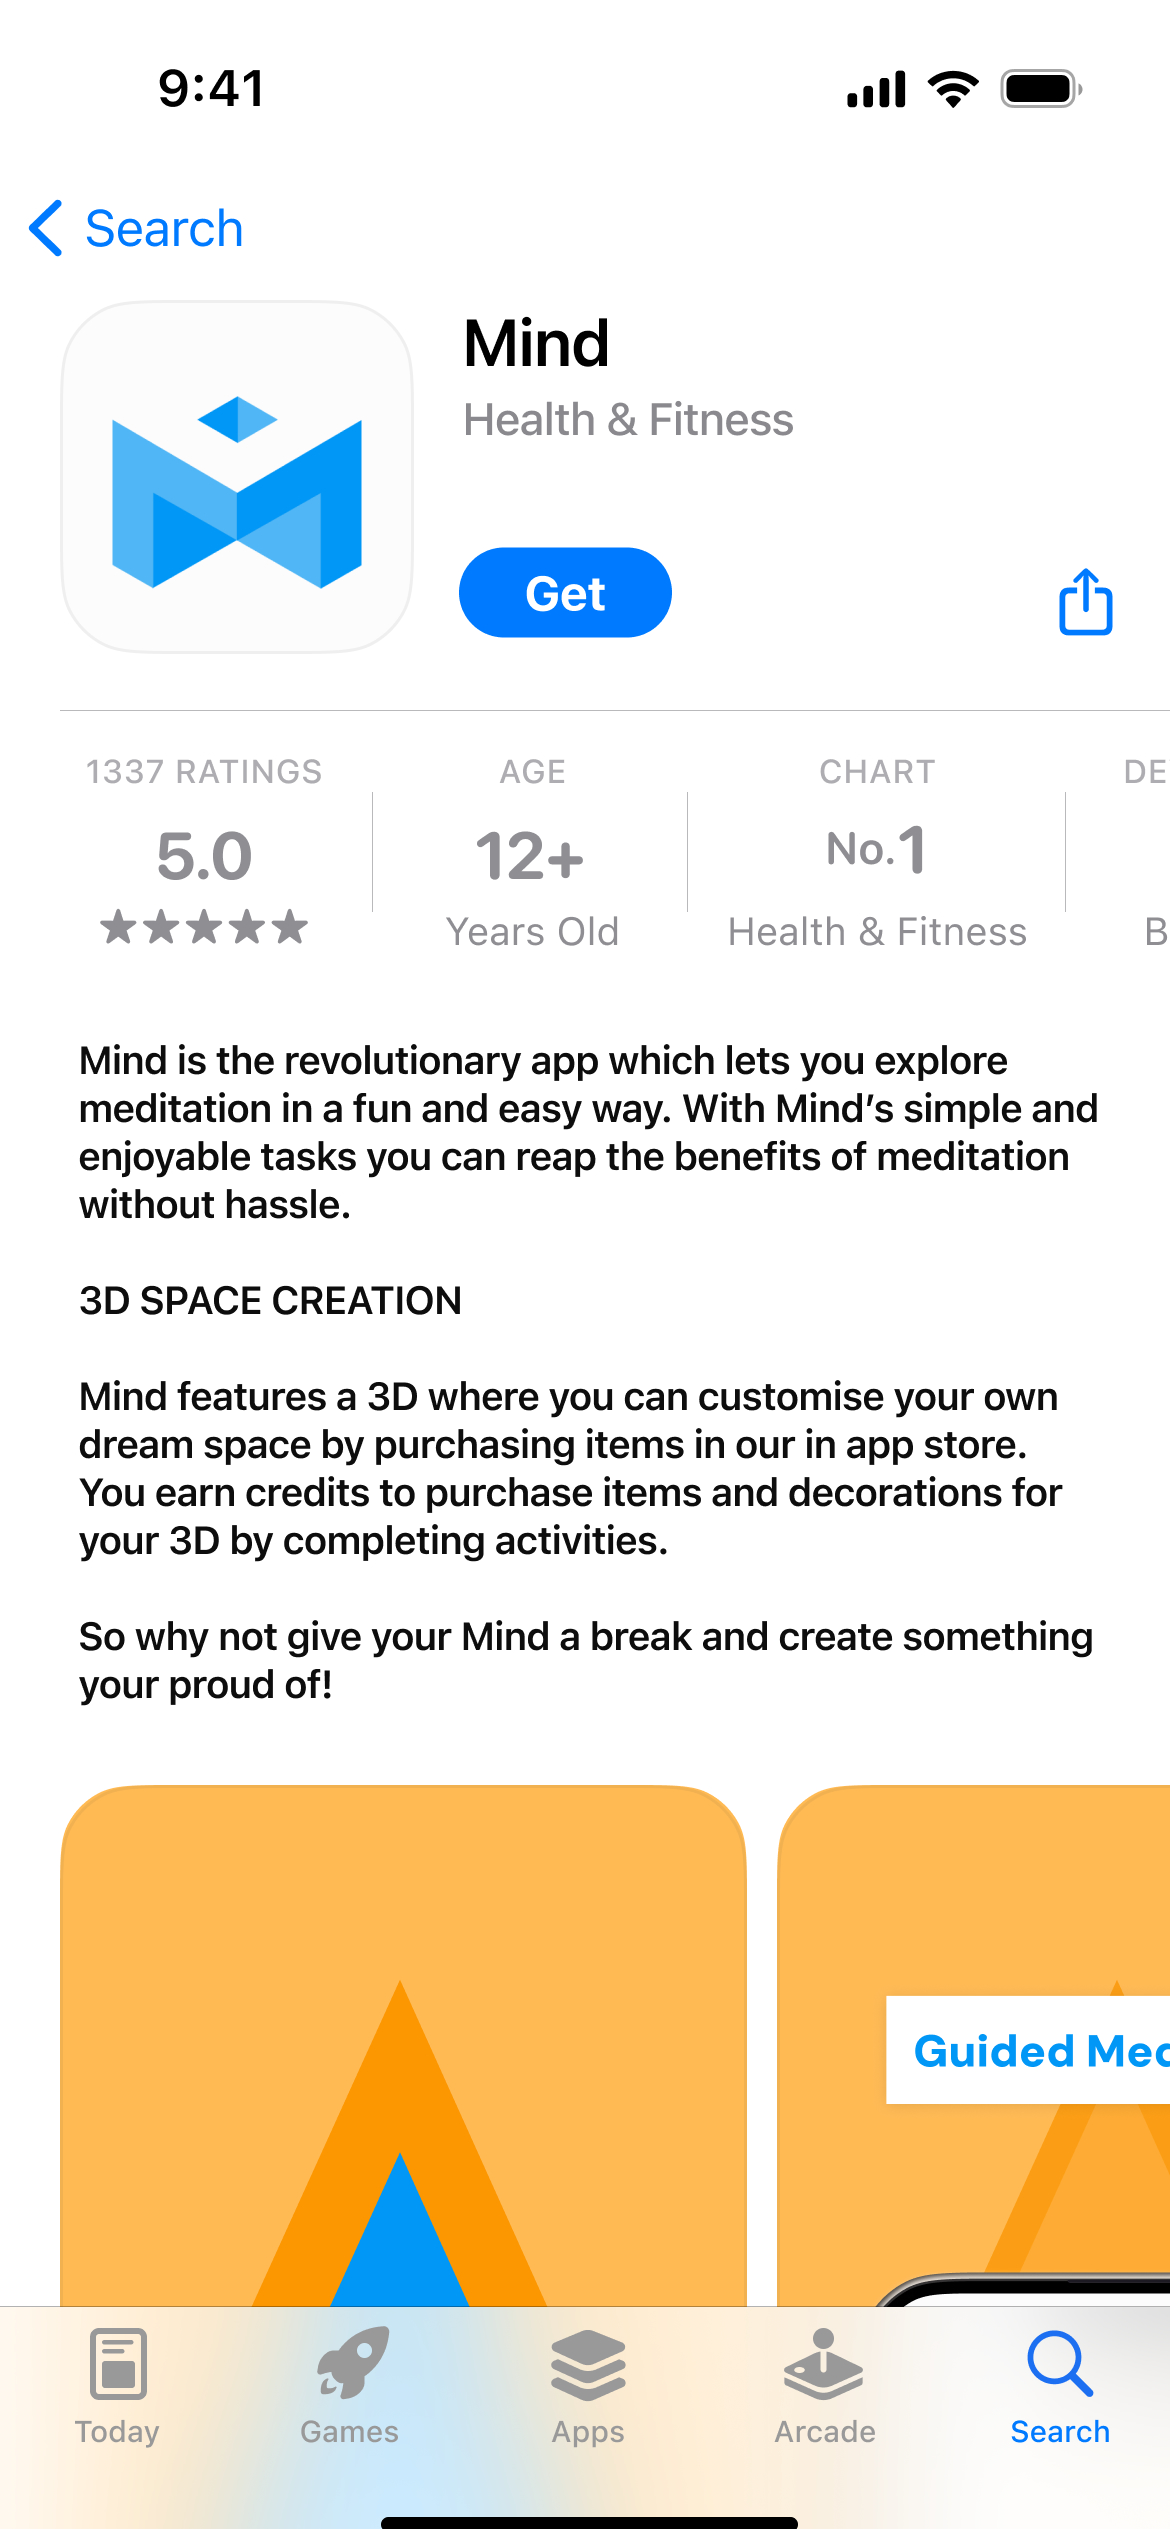 9:41
Search
Mind
Health & Fitness
Get
1337 RATINGS
5.0
AGE
12+
Years Old
CHART
No.1
Health & Fitness
DE
B
Mind is the revolutionary app which lets you explore
meditation in a fun and easy way. With Mind’s simple and
enjoyable tasks you can reap the benefits of meditation
without hassle.
3D SPACE CREATION
Mind features a 3D where you can customise your own
dream space by purchasing items in our in app store.
You earn credits to purchase items and decorations for
your 3D by completing activities.
So why not give your Mind a break and create something
your proud of!
Guided Med
Today
Games
Apps
Arcade
Search